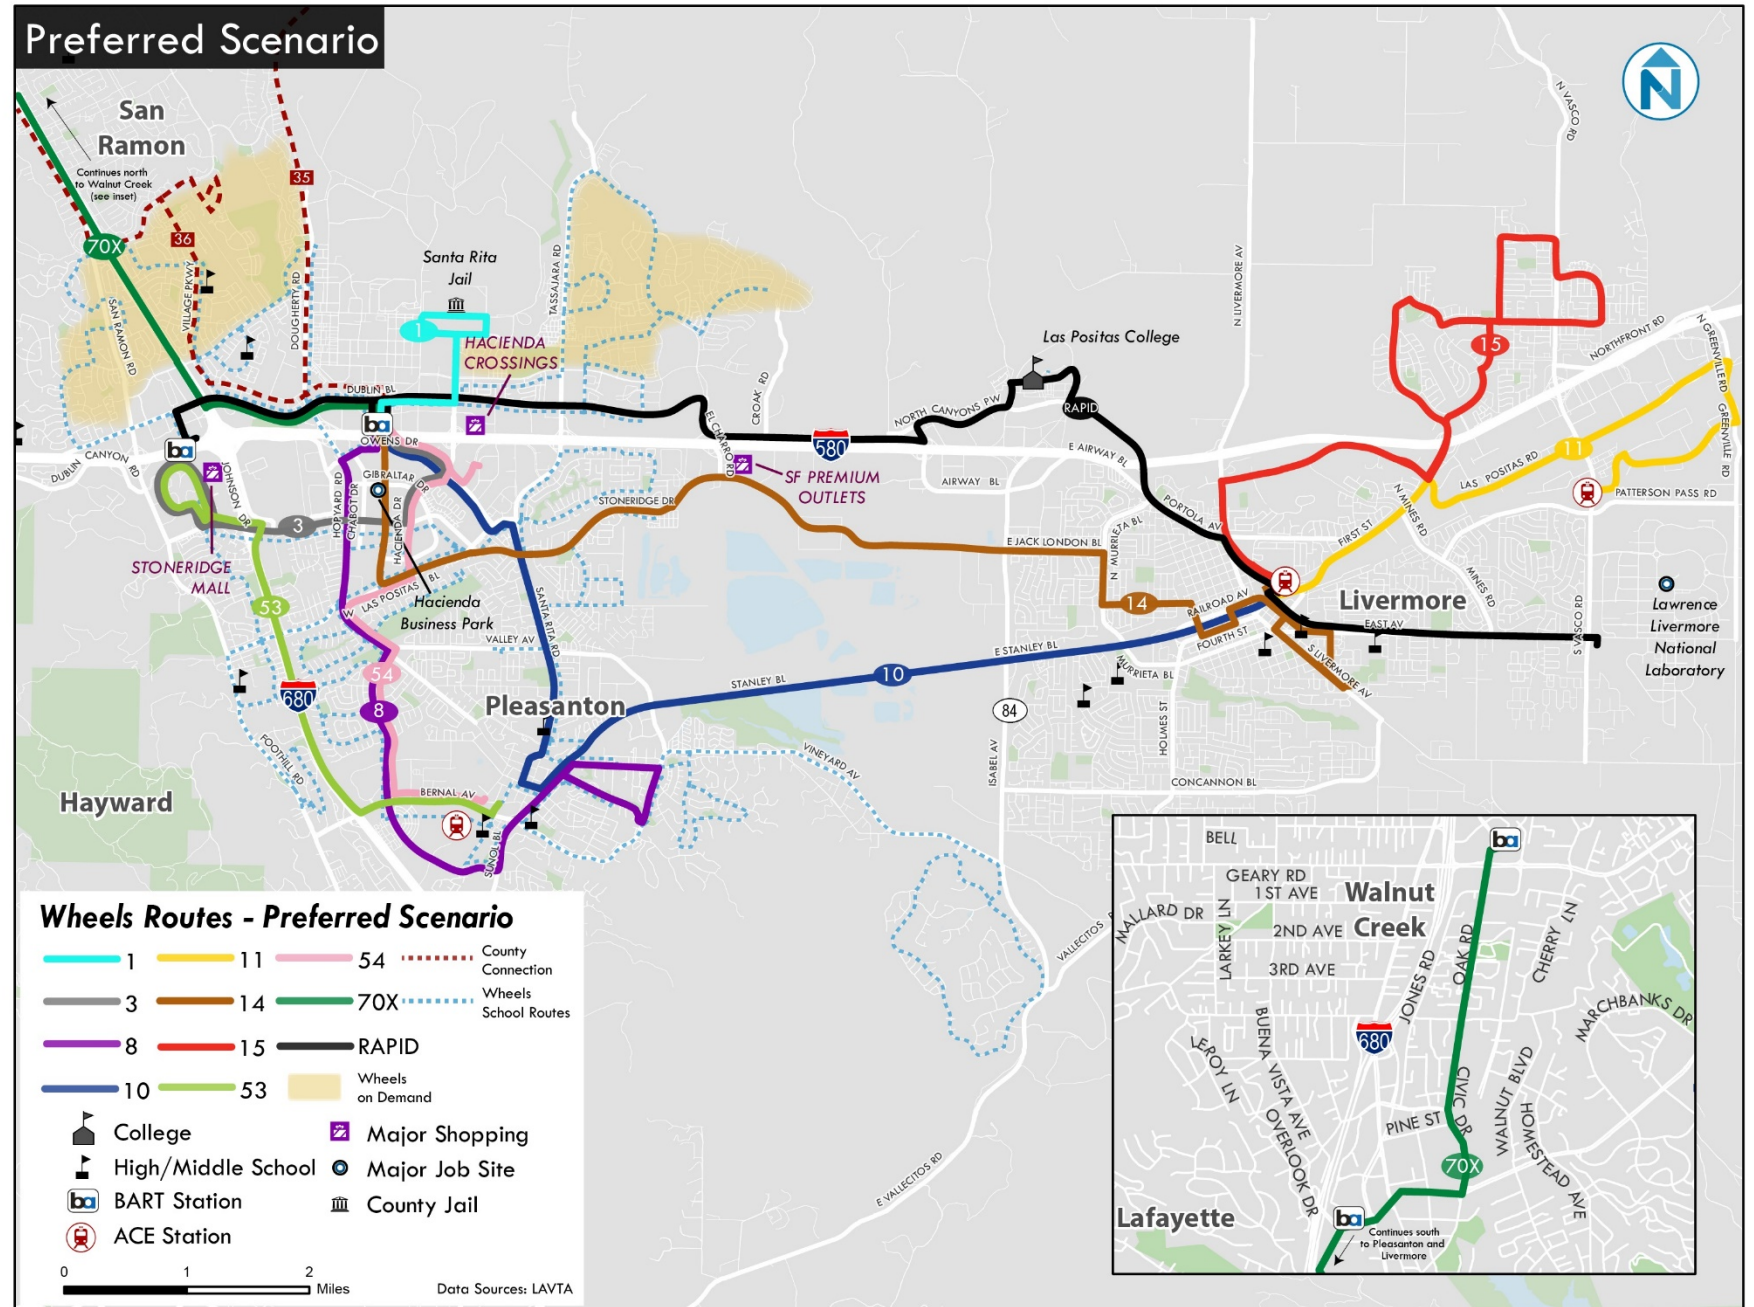 Preferred Scenario
San
Ramon
Continues north
to Walnut Creek
(see inset)
35
36
70X
SAN RAMON RD
VILLAGE PKWY
DOUGHERTY RD
Santa Rita
Jail
1
HACIENDA
CROSSINGS
TASSAJARA RD
N LIVERMORE AV
N VASCO RD
Las Positas College
15
NORTHFRONT RD
N GREENVILLE RD
GREENVILLE RD
DUBLIN BL
CROAK RD
NORTH CANYONS PW
RAPID
ba
ba
OWENS DR
EL CHARRO RD
580
E AIRWAY BL
AIRWAY BL
11
LAS POSITAS RD
DUBLIN CANYON RD
JOHNSON DR
HOPYARD RD
CHABOT DR
GIBRALTAR DR
HACIENDA DR
SF PREMIUM
OUTLETS
STONERIDGE DR
PATTERSON PASS RD
N MINES RD
FIRST ST
PORTOLA AV
N MURRIETA BL
3
E JACK LONDON BL
STONERIDGE
MALL
53
W LAS POSITAS BL
Hacienda
Business Park
SANTA RITA RD
VALLEY AV
MINES RD
14
RAILROAD AV
Livermore
Lawrence
Livermore
National
Laboratory
S VASCO RD
EAST AV
FOURTH ST
E STANLEY BL
S LIVERMORE AV
MURRIETA BL
54
10
STANLEY BL
680
8
Pleasanton
84
HOLMES ST
ISABEL AV
FOOTHILL RD
VINEYARD AV
CONCANNON BL
Hayward
BERNAL AV
SUNOL BL
VALLECITOS R
E VALLECITOS RD
Wheels Routes - Preferred Scenario
1
11
54
County
Connection
3
14
70X
Wheels
School Routes
8
15
RAPID
10
53
Wheels
on Demand
College
Major Shopping
High/Middle School
Major Job Site
ba
BART Station
County Jail
ACE Station
0
1
2
Miles
Data Sources: LAVTA
BELL
ba
GEARY RD
1ST AVE
Walnut
Creek
MALLARD DR
LARKEY LN
2ND AVE
3RD AVE
JONES RD
OAK RD
CHERRY LN
MARCHBANKS DR
680
LEROY LN
BUENA VISTA AVE
OVERLOOK DR
CIVIC DR
PINE ST
WALNUT BLVD
HOMESTEAD AVE
70X
Lafayette
ba
Continues south
to Pleasanton and
Livermore